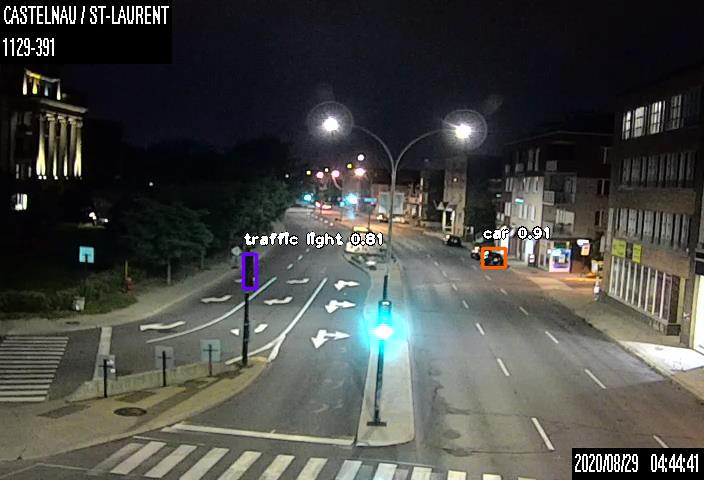 CASTELNAU / ST-LAURENT
1129-391
traffic light 0.81
car 0.91
2020/08/29 04:44:41